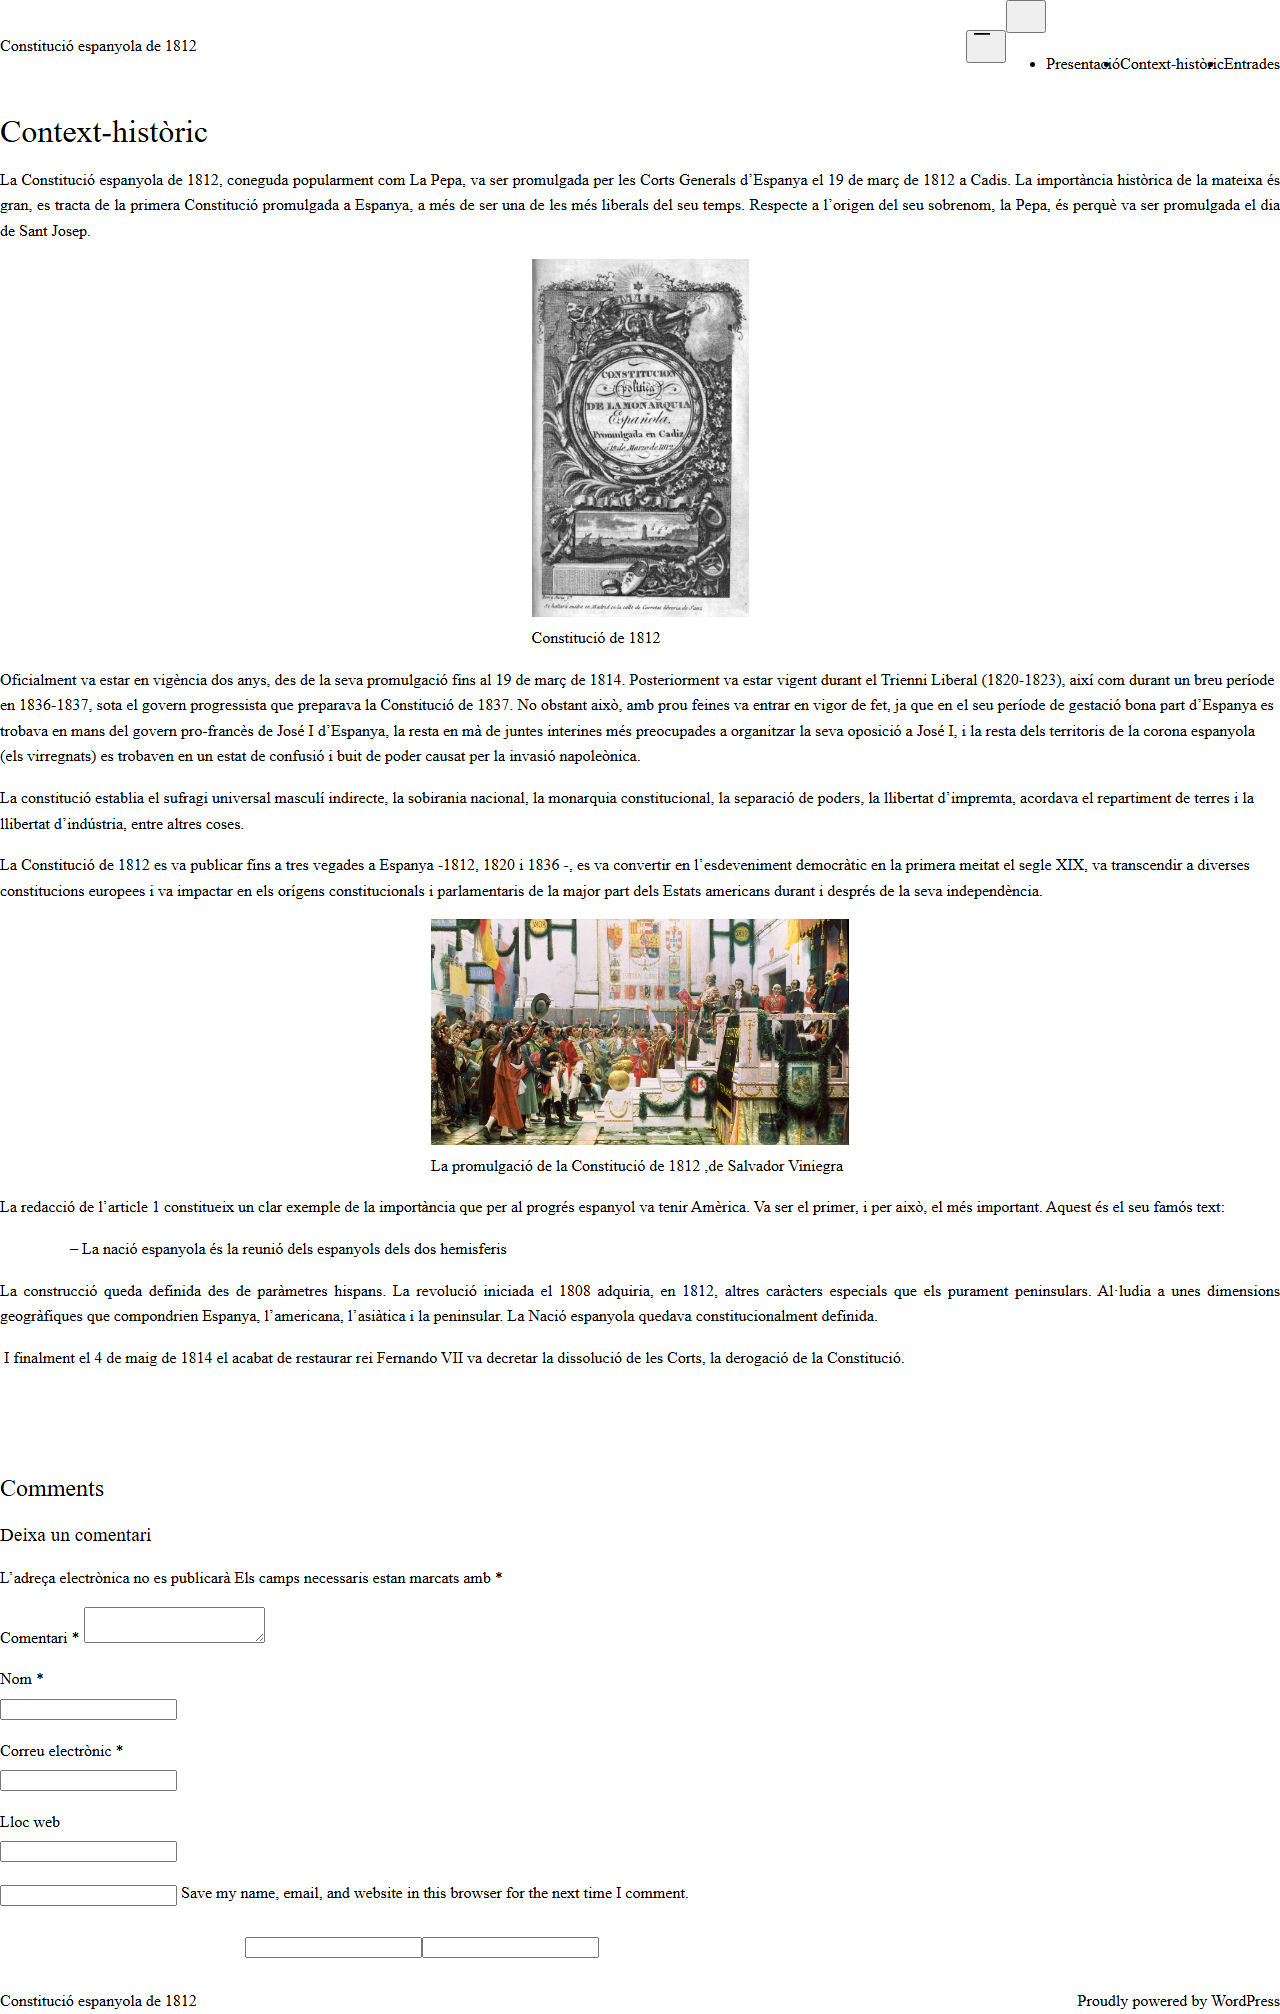 Constitució espanyola de 1812
Presentació
Context-històric
Entrades
Context-històric
La Constitució espanyola de 1812, coneguda popularment com La Pepa, va ser promulgada per les Corts Generals d’Espanya el 19 de març de 1812 a Cadis. La importància històrica de la mateixa és
gran, es tracta de la primera Constitució promulgada a Espanya, a més de ser una de les més liberals del seu temps. Respecte a l’origen del seu sobrenom, la Pepa, és perquè va ser promulgada el dia
de Sant Josep.
CONSTITUCION
politica
DE LA MONARQUIA
Española.
Promulgada en Cadiz
a 19 de Marzo de 1812
Constitució de 1812
Oficialment va estar en vigència dos anys, des de la seva promulgació fins al 19 de març de 1814. Posteriorment va estar vigent durant el Trienni Liberal (1820-1823), així com durant un breu període
en 1836-1837, sota el govern progressista que preparava la Constitució de 1837. No obstant això, amb prou feines va entrar en vigor de fet, ja que en el seu període de gestació bona part d’Espanya es
trobava en mans del govern pro-francès de José I d’Espanya, la resta en mà de juntes interines més preocupades a organitzar la seva oposició a José I, i la resta dels territoris de la corona espanyola
(els virregnats) es trobaven en un estat de confusió i buit de poder causat per la invasió napoleònica.
La constitució establia el sufragi universal masculí indirecte, la sobirania nacional, la monarquia constitucional, la separació de poders, la llibertat d’impremta, acordava el repartiment de terres i la
llibertat d’indústria, entre altres coses.
La Constitució de 1812 es va publicar fins a tres vegades a Espanya -1812, 1820 i 1836 -, es va convertir en l’esdeveniment democràtic en la primera meitat el segle XIX, va transcendir a diverses
constitucions europees i va impactar en els orígens constitucionals i parlamentaris de la major part dels Estats americans durant i després de la seva independència.
La promulgació de la Constitució de 1812 ,de Salvador Viniegra
La redacció de l’article 1 constitueix un clar exemple de la importància que per al progrés espanyol va tenir Amèrica. Va ser el primer, i per això, el més important. Aquest és el seu famós text:
– La nació espanyola és la reunió dels espanyols dels dos hemisferis
La construcció queda definida des de paràmetres hispans. La revolució iniciada el 1808 adquiria, en 1812, altres caràcters especials que els purament peninsulars. Al·ludia a unes dimensions
geogràfiques que compondrien Espanya, l’americana, l’asiàtica i la peninsular. La Nació espanyola quedava constitucionalment definida.
I finalment el 4 de maig de 1814 el acabat de restaurar rei Fernando VII va decretar la dissolució de les Corts, la derogació de la Constitució.
Comments
Deixa un comentari
L’adreça electrònica no es publicarà Els camps necessaris estan marcats amb *
Comentari *
Nom *
Correu electrònic *
Lloc web
Save my name, email, and website in this browser for the next time I comment.
Constitució espanyola de 1812
Proudly powered by WordPress